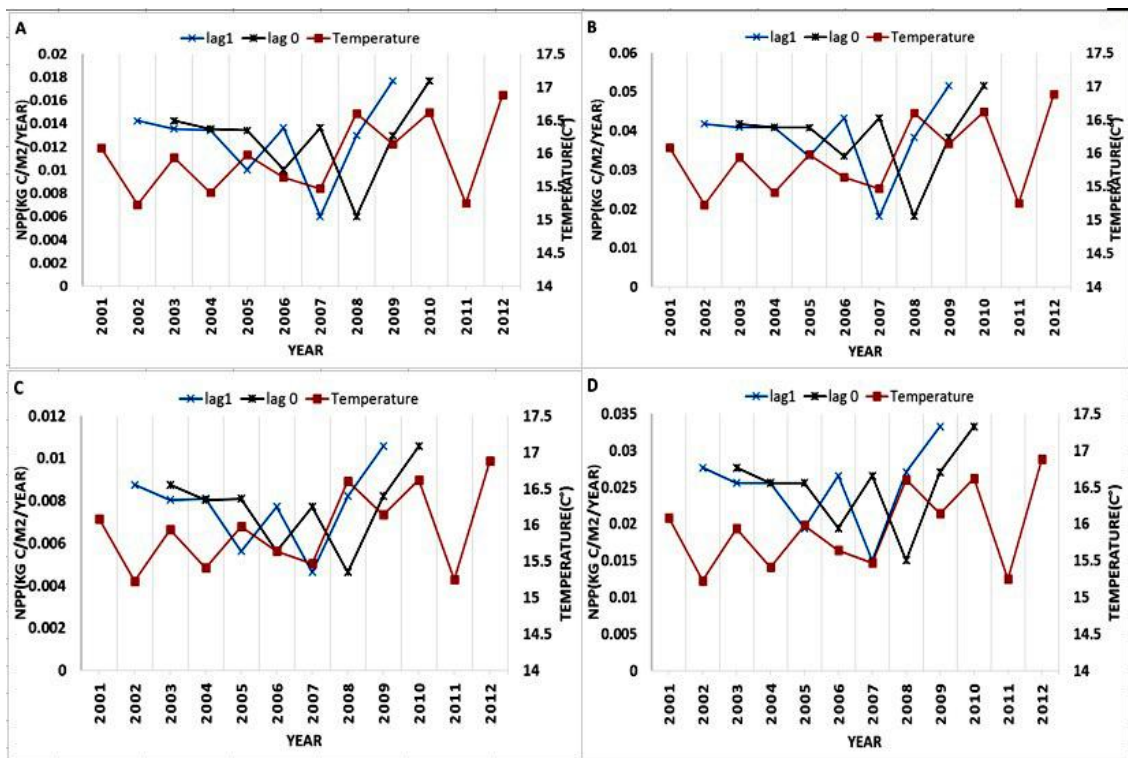 A
lag1 lag 0 Temperature
NPP(KG C/M2/YEAR)
0.02
0.018
0.016
0.014
0.012
0.01
0.008
0.006
0.004
0.002
0
17.5
17
16.5
16
15.5
15
14.5
14
TEMPERATURE(C°)
2001 2002 2003 2004 2005 2006 2007 2008 2009 2010 2011 2012
YEAR
B
lag1 lag 0 Temperature
NPP(KG C/M2/YEAR)
0.06
0.05
0.04
0.03
0.02
0.01
0
17.5
17
16.5
16
15.5
15
14.5
14
TEMPERATURE(C°)
2001 2002 2003 2004 2005 2006 2007 2008 2009 2010 2011 2012
YEAR
C
lag1 lag 0 Temperature
NPP(KG C/M2/YEAR)
0.012
0.01
0.008
0.006
0.004
0.002
0
17.5
17
16.5
16
15.5
15
14.5
14
TEMPERATURE(C°)
2001 2002 2003 2004 2005 2006 2007 2008 2009 2010 2011 2012
YEAR
D
lag1 lag 0 Temperature
NPP(KG C/M2/YEAR)
0.035
0.03
0.025
0.02
0.015
0.01
0.005
0
17.5
17
16.5
16
15.5
15
14.5
14
TEMPERATURE(C°)
2001 2002 2003 2004 2005 2006 2007 2008 2009 2010 2011 2012
YEAR